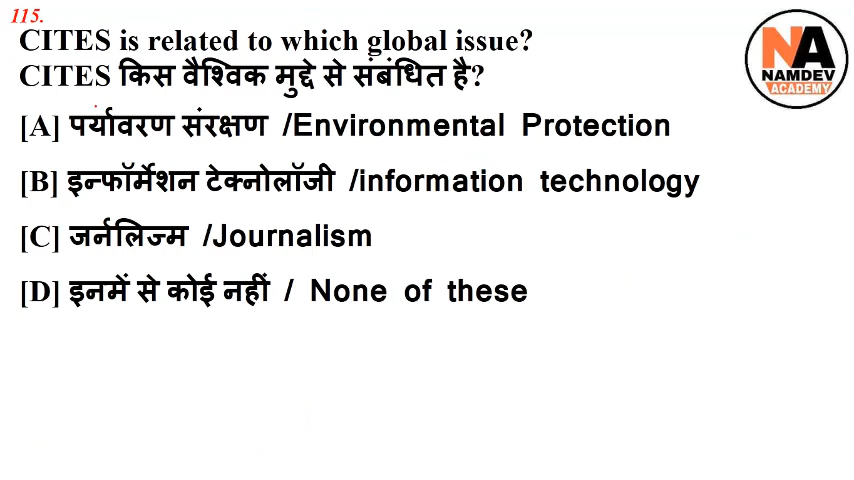 115.
CITES is related to which global issue?
CITES किस वैश्विक मुद्दे से संबंधित है?
[A] पर्यावरण संरक्षण /Environmental Protection
[B] इन्फॉर्मेशन टेक्नोलॉजी /information technology
[C] जर्नलिज्म /Journalism
[D] इनमें से कोई नहीं / None of these
NA
NAMDEV
ACADEMY